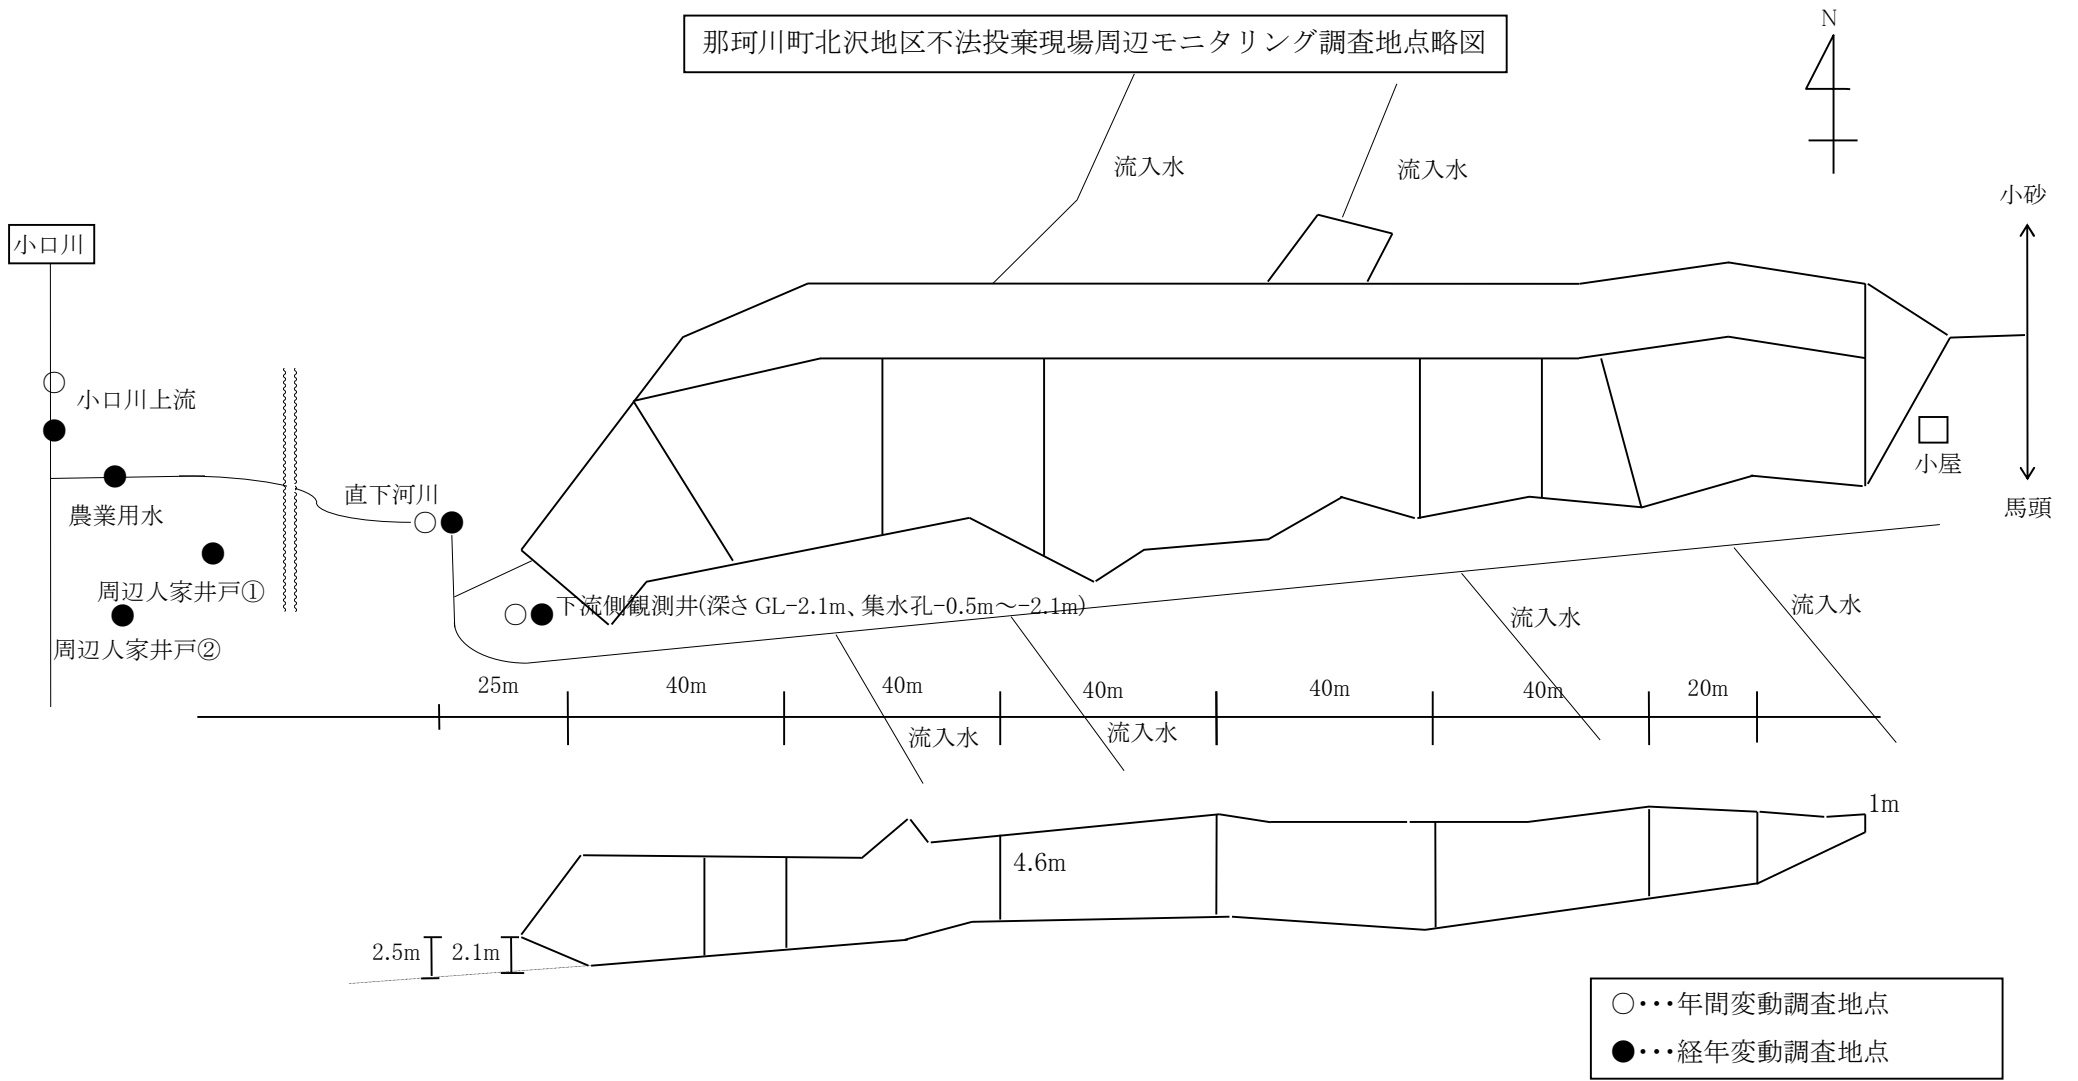 那珂川町北沢地区不法投棄現場周辺モニタリング調査地点略図
N
流入水
流入水
小砂
小口川
小口川上流
小屋
直下河川
馬頭
農業用水
周辺人家井戸①
下流側観測井(深さGL-2.1m、集水孔-0.5m～-2.1m)
流入水
流入水
周辺人家井戸②
25m
40m
40m
40m
40m
40m
20m
流入水
流入水
1m
4.6m
2.5m
2.1m
○･･･年間変動調査地点
●･･･経年変動調査地点